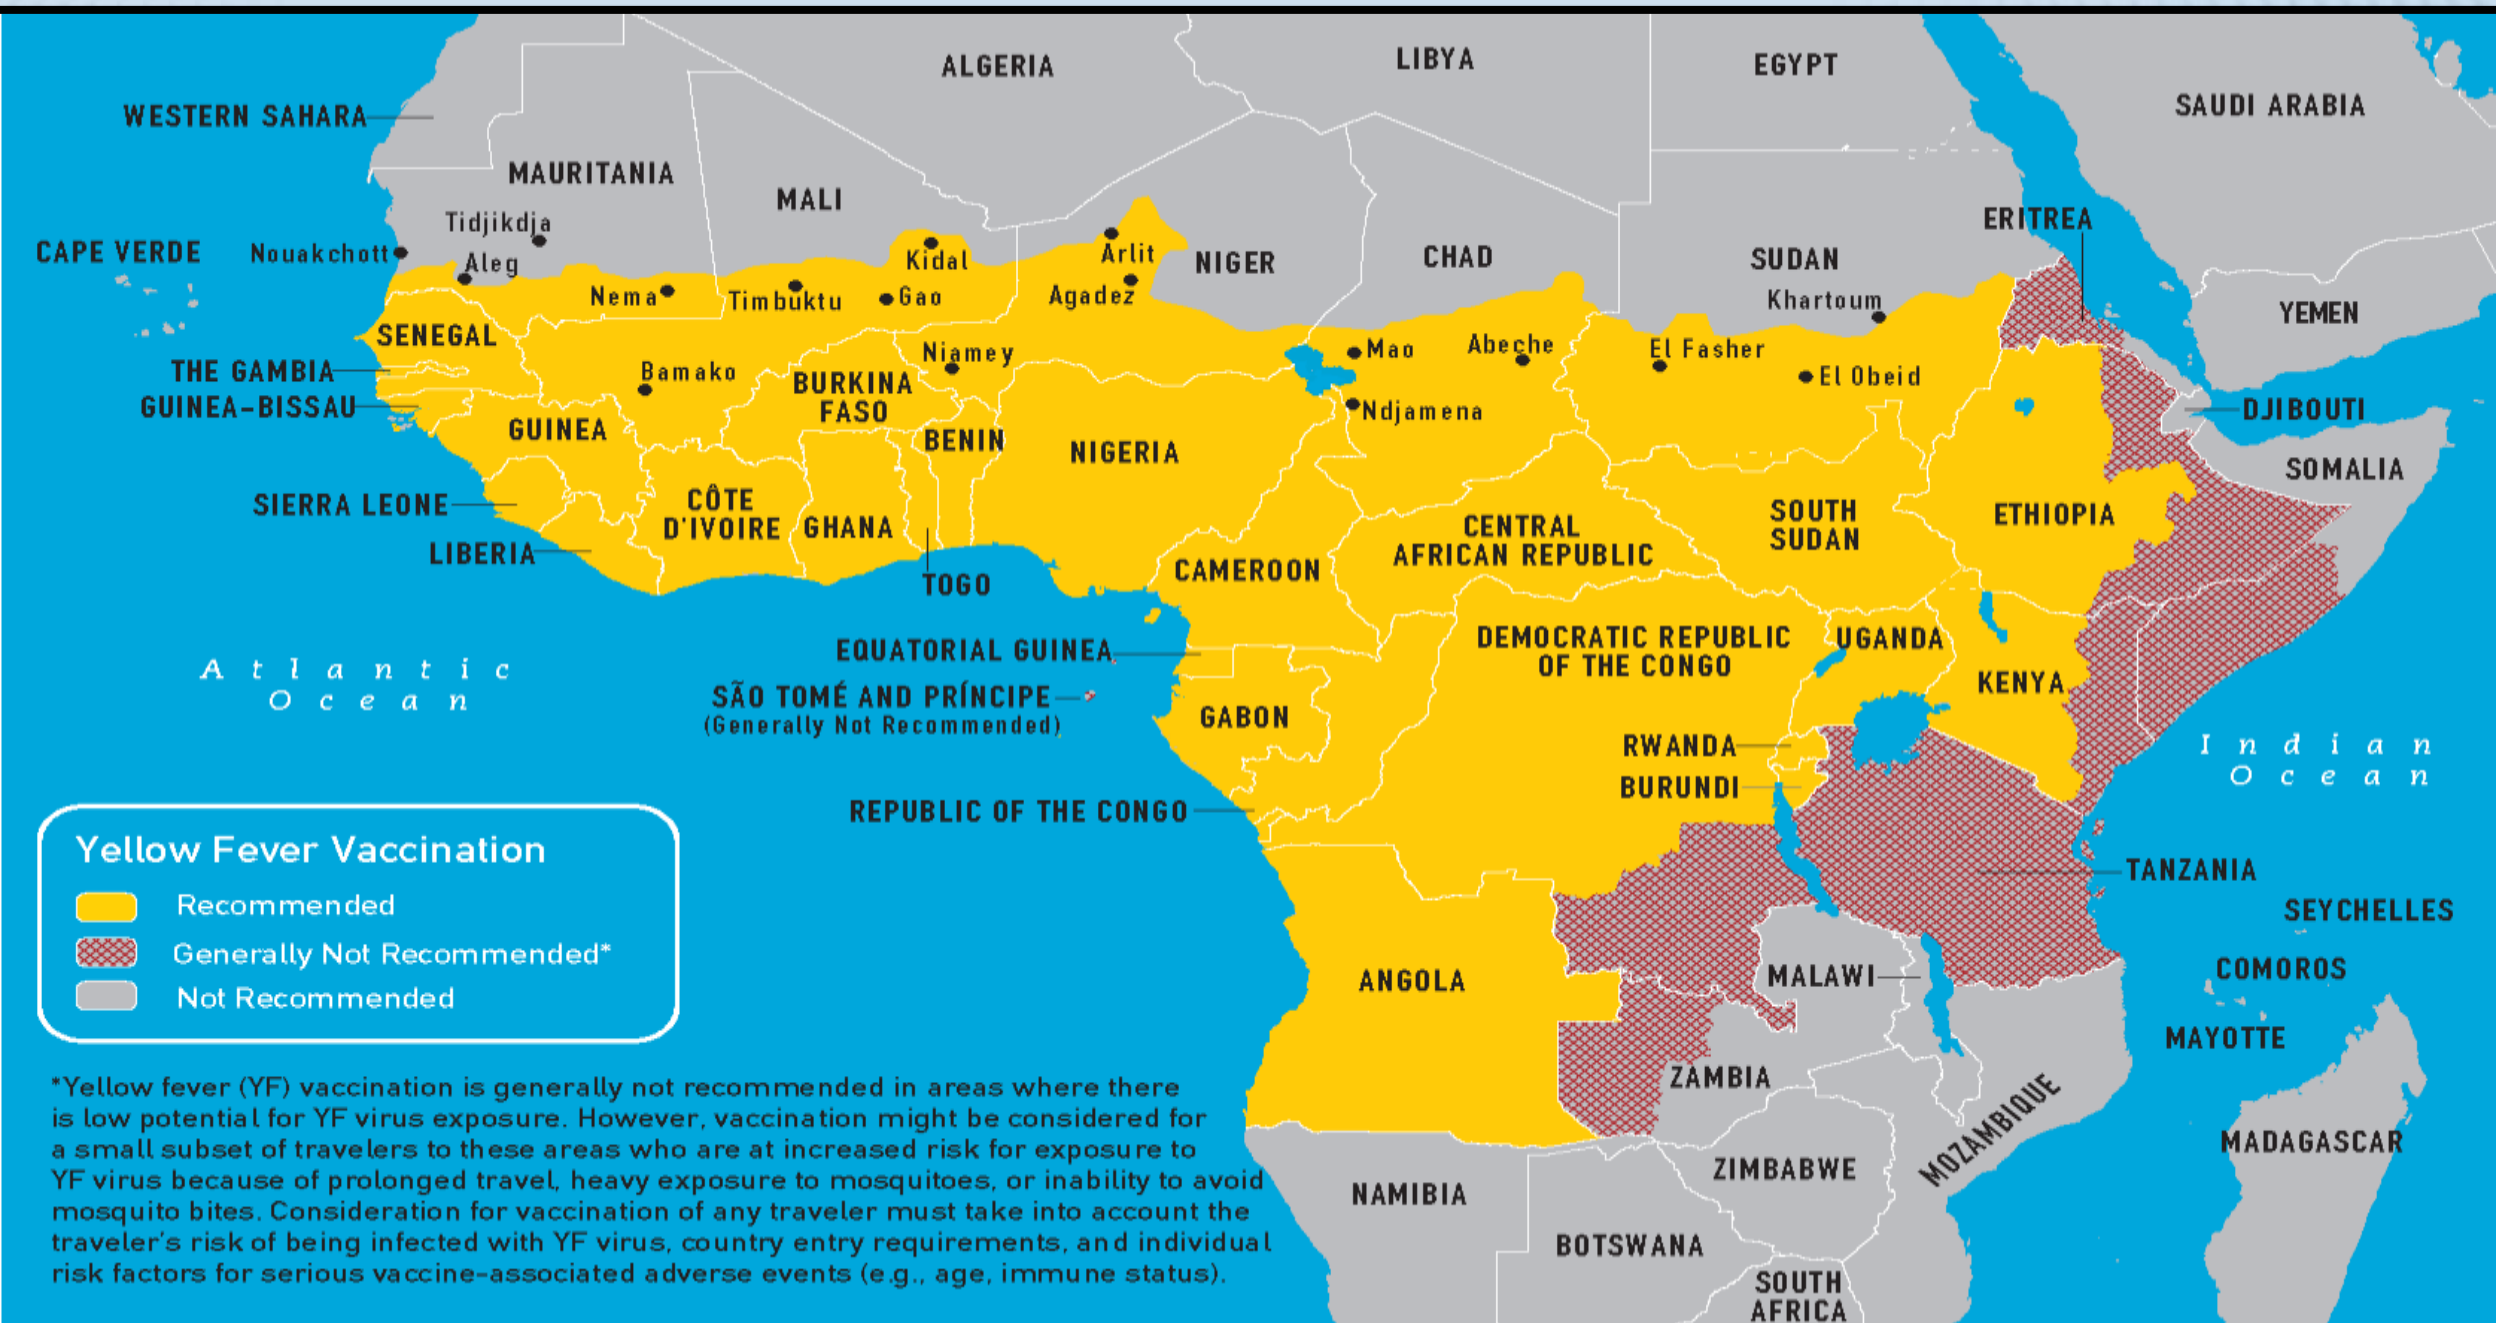 ALGERIA
LIBYA
EGYPT
SAUDI ARABIA
WESTERN SAHARA
MAURITANIA
MALI
Tidjikdja
ERITREA
CAPE VERDE
Nouakchott
Aleg
Kidal
Arlit
NIGER
CHAD
SUDAN
Nema
Timbuktu
Gao
Agadez
Khartoum
YEMEN
SENEGAL
Niamey
Mao
Abeche
El Fasher
THE GAMBIA
Bamako
BURKINA
FASO
El Obeid
GUINEA-BISSAU
Ndjamena
DJIBOUTI
GUINEA
BENIN
NIGERIA
SOMALIA
SIERRA LEONE
CÔTE
D'IVOIRE
GHANA
CENTRAL
AFRICAN REPUBLIC
SOUTH
SUDAN
ETHIOPIA
LIBERIA
TOGO
CAMEROON
EQUATORIAL GUINEA
DEMOCRATIC REPUBLIC
OF THE CONGO
UGANDA
KENYA
Atlantic
Ocean
SÃO TOMÉ AND PRÍNCIPE
(Generally Not Recommended)
GABON
RWANDA
BURUNDI
Indian
Ocean
REPUBLIC OF THE CONGO
TANZANIA
SEYCHELLES
ANGOLA
MALAWI
COMOROS
MAYOTTE
ZAMBIA
MOZAMBIQUE
MADAGASCAR
ZIMBABWE
NAMIBIA
BOTSWANA
SOUTH
AFRICA
Yellow Fever Vaccination
Recommended
Generally Not Recommended*
Not Recommended
*Yellow fever (YF) vaccination is generally not recommended in areas where there
is low potential for YF virus exposure. However, vaccination might be considered for
a small subset of travelers to these areas who are at increased risk for exposure to
YF virus because of prolonged travel, heavy exposure to mosquitoes, or inability to avoid
mosquito bites. Consideration for vaccination of any traveler must take into account the
traveler's risk of being infected with YF virus, country entry requirements, and individual
risk factors for serious vaccine-associated adverse events (e.g., age, immune status).